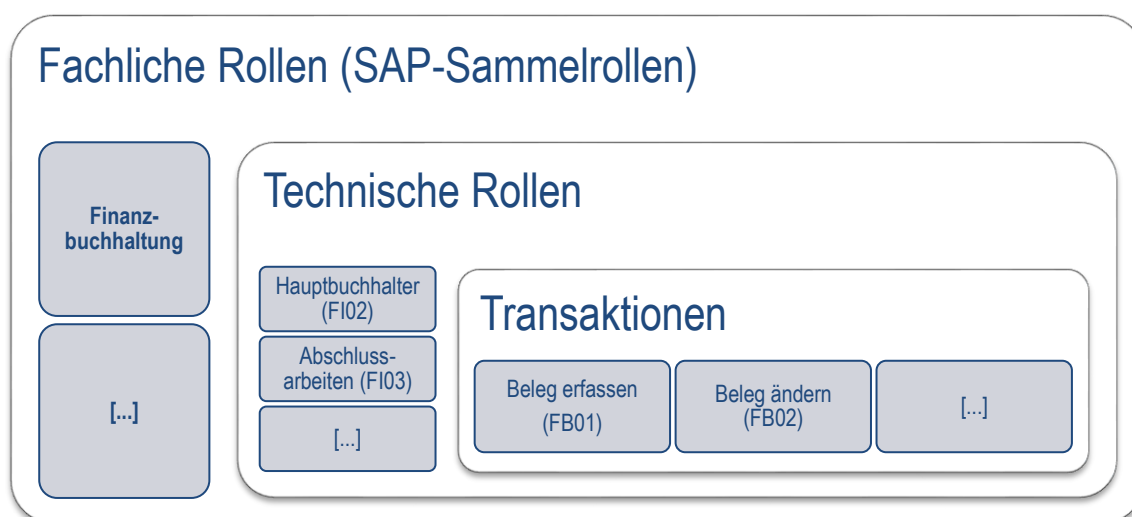 Fachliche Rollen (SAP-Sammelrollen)
Finanz-
buchhaltung
[...]
Technische Rollen
Hauptbuchhalter
(FI02)
Abschluss-
arbeiten (FI03)
[...]
Transaktionen
Beleg erfassen
(FB01)
Beleg ändern
(FB02)
[...]